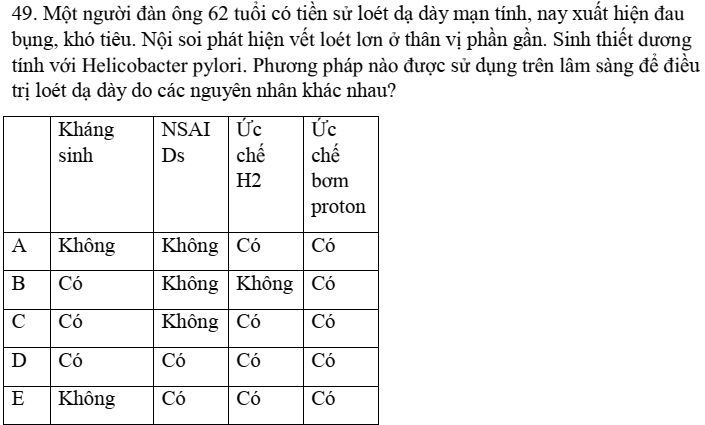 49. Một người đàn ông 62 tuổi có tiền sử loét dạ dày mạn tính, nay xuất hiện đau
bụng, khó tiêu. Nội soi phát hiện vết loét lơn ở thân vị phần gần. Sinh thiết dương
tính với Helicobacter pylori. Phương pháp nào được sử dụng trên lâm sàng để điều
trị loét dạ dày do các nguyên nhân khác nhau?
Kháng sinh NSAI Ds Ức chế H2 Ức chế bơm proton
A Không Không Có Có
B Có Không Không Có
C Có Không Có Có
D Có Có Có Có
E Không Có Có Có